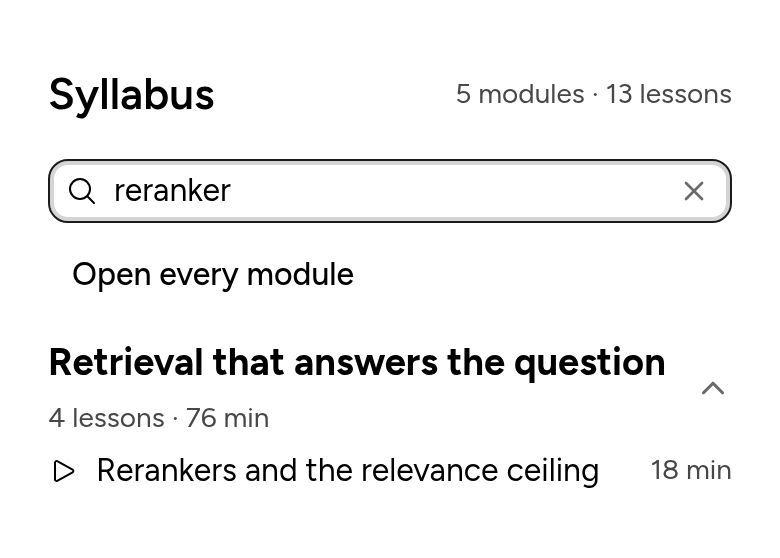 Syllabus
5 modules · 13 lessons
reranker
Open every module
Retrieval that answers the question
4 lessons · 76 min
Rerankers and the relevance ceiling 18 min